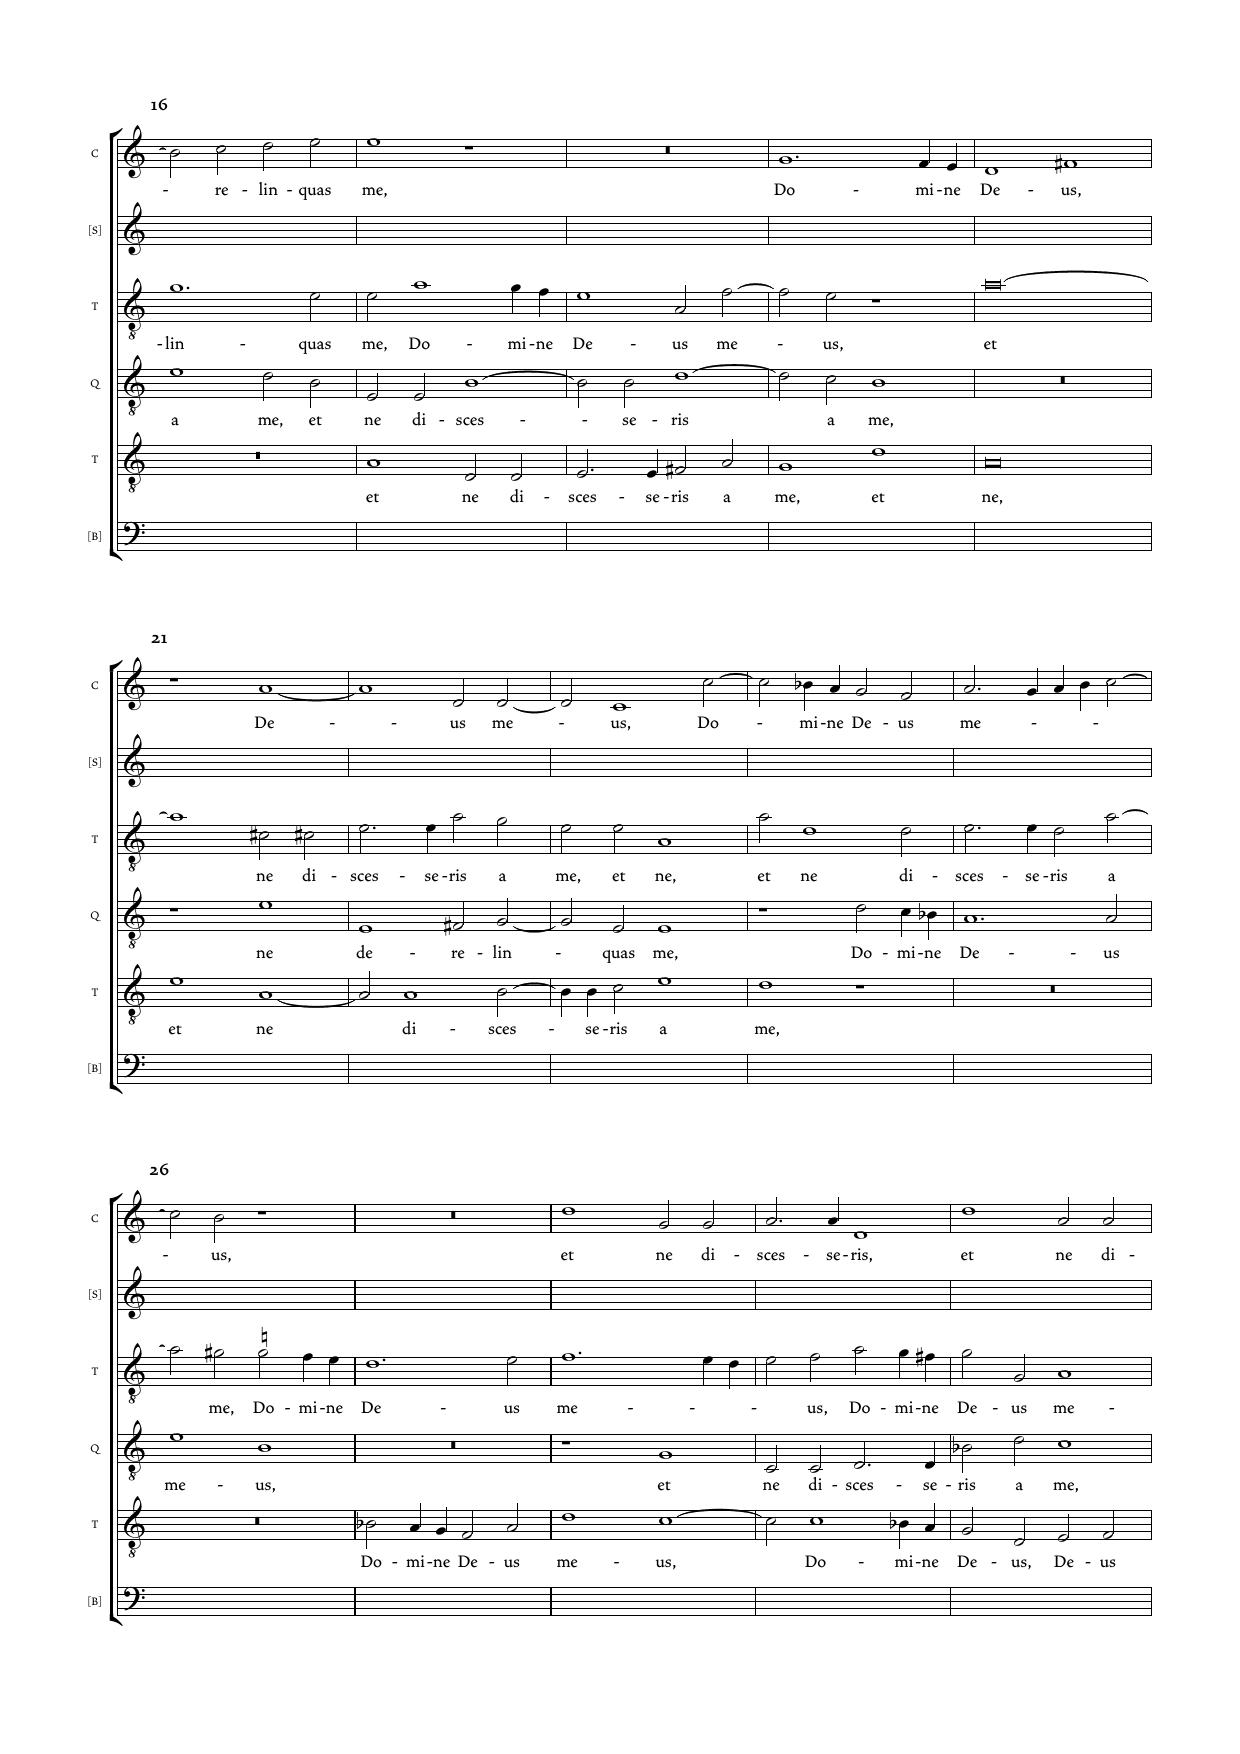 16
C
- re - lin - quas me, Do - mi - ne De - us,
[S]
T
- lin - quas me, Do - mi - ne De - us me - us, et
Q
a me, et ne di - sces - - se - ris a me,
T
et ne di - sces - se - ris a me, et ne,
[B]
21
C
De - - us me - us, Do - mi - ne De - us me - - -
[S]
T
ne di - sces - se - ris a me, et ne, et ne di - sces - se - ris a
Q
ne de - re - lin - quas me, Do - mi - ne De - - us
T
et ne di - sces - se - ris a me,
[B]
26
C
- us, et ne di - sces - se - ris, et ne di -
[S]
T
me, Do - mi - ne De - us me - - - us, Do - mi - ne De - us me -
Q
me - us, et ne di - sces - se - ris a me,
T
Do - mi - ne De - us me - us, Do - mi - ne De - us, De - us
[B]